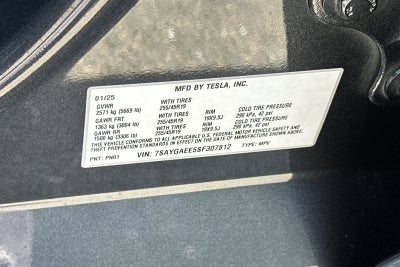 MFD BY TESLA, INC.
01/25
GVWR WITH TIRES RIM COLD TIRE PRESSURE
2571 kg (5669 lb) 255/45R19 19X9.5J 290 kPa, 42 psi
GAWR FRT WITH TIRES RIM COLD TIRE PRESSURE
1363 kg (3004 lb) 255/45R19 19X9.5J 290 kPa, 42 psi
GAWR RR
1500 kg (3306 lb)
THIS VEHICLE CONFORMS TO ALL APPLICABLE U.S. FEDERAL MOTOR VEHICLE SAFETY
AND THEFT PREVENTION STANDARDS IN EFFECT ON THE DATE OF MANUFACTURE SHOWN ABOVE.
PNT: PN01 VIN: 7SAYGAEE5SF307812 TYPE: MPV